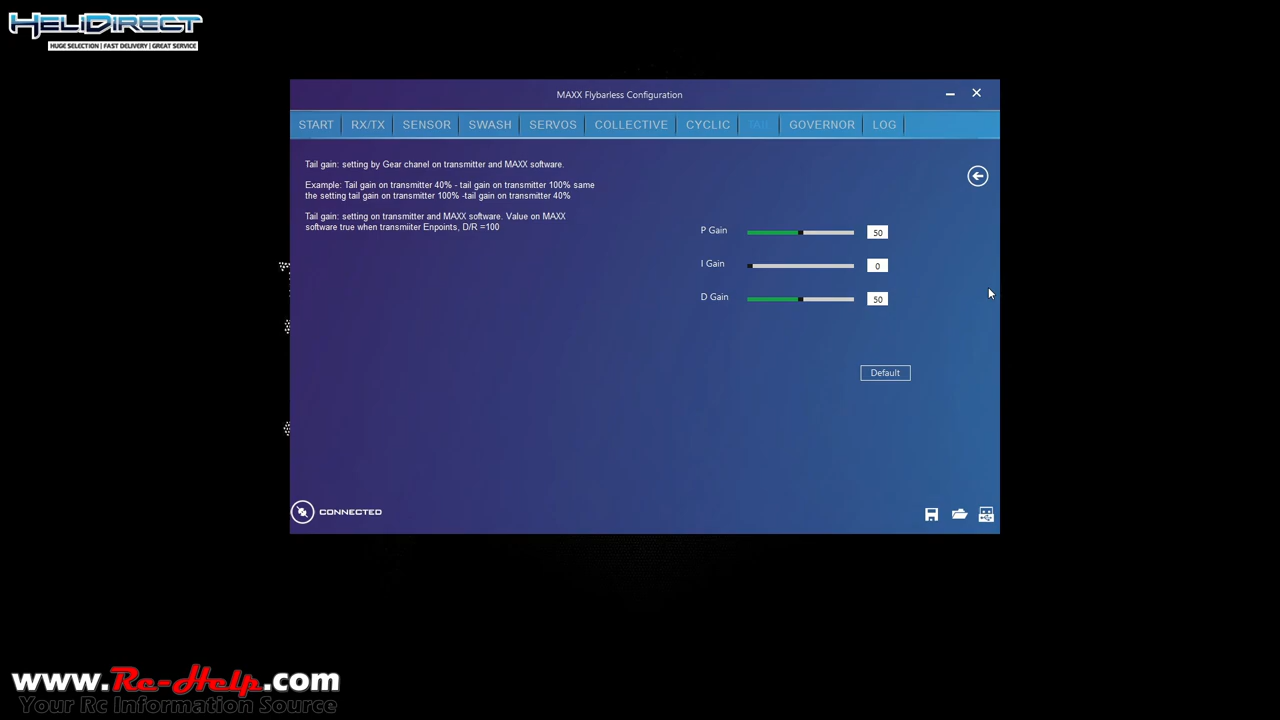 HELIDIRECT
HUGE SELECTION | FAST DELIVERY | GREAT SERVICE
MAXX Flybarless Configuration
START RX/TX SENSOR SWASH SERVOS COLLECTIVE CYCLIC TAIL GOVERNOR LOG
Tail gain: setting by Gear chanel on transmitter and MAXX software.
Example: Tail gain on transmitter 40% - tail gain on transmitter 100% same
the setting tail gain on transmitter 100% -tail gain on transmitter 40%
Tail gain: setting on transmitter and MAXX software. Value on MAXX
software true when transmiiter Enpoints, D/R =100
P Gain 50
I Gain 0
D Gain 50
Default
CONNECTED
www.Rc-Help.com
Your Rc Information Source